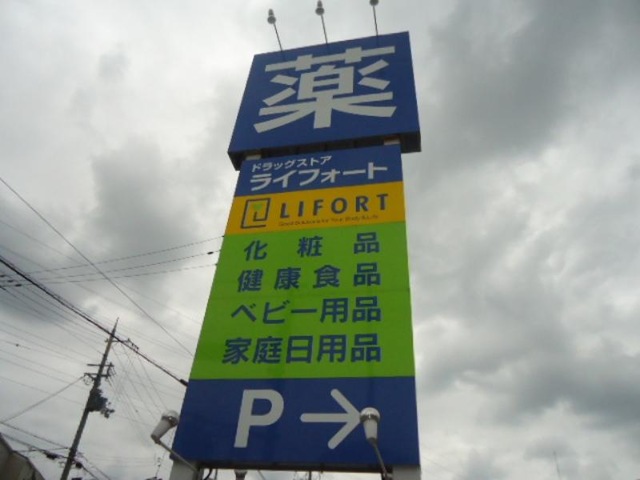 薬
ドラッグストア
ライフォート
LIFORT
化粧品
健康食品
ベビー用品
家庭日用品
P→